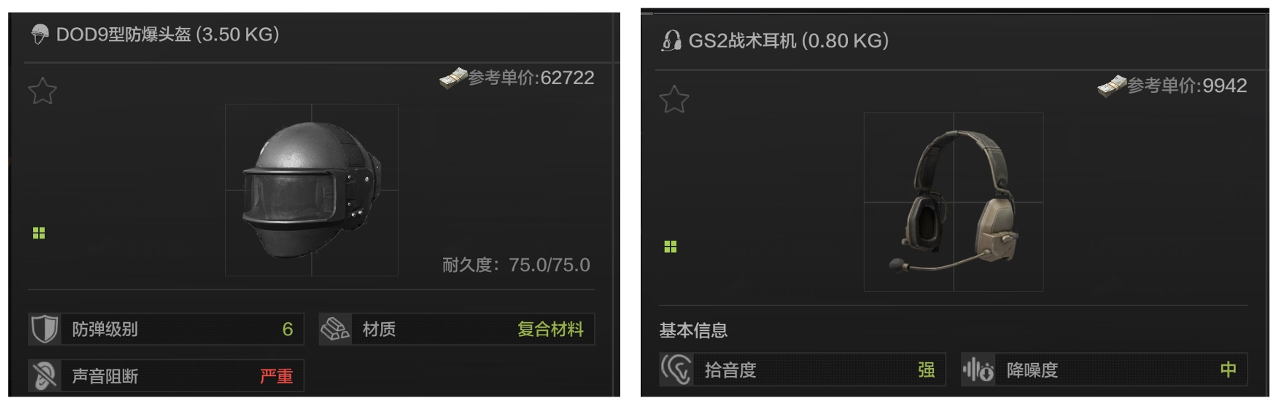 DOD9型防爆头盔 (3.50 KG)
参考单价:62722
耐久度：75.0/75.0
防弹级别 6
材质 复合材料
声音阻断 严重
GS2战术耳机 (0.80 KG)
参考单价:9942
基本信息
拾音度 强
降噪度 中